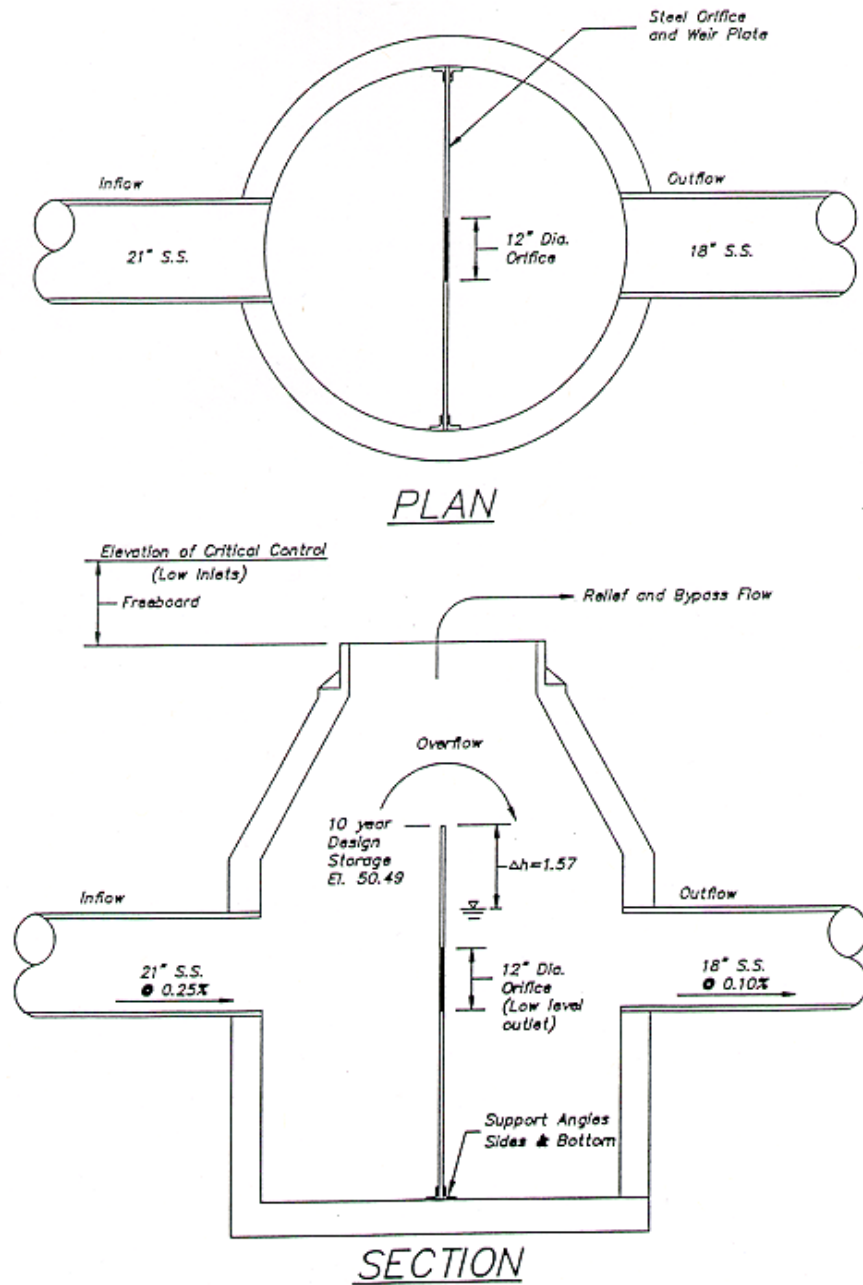 Steel Orifice
and Weir Plate
Inflow
Outflow
21" S.S.
12" Dia.
Orifice
18" S.S.
PLAN
Elevation of Critical Control
(Low Inlets)
Freeboard
Relief and Bypass Flow
Overflow
10 year
Design
Storage
El. 50.49
Δh=1.57
Inflow
Outflow
21" S.S.
@ 0.25%
12" Dia.
Orifice
(Low level
outlet)
18" S.S.
@ 0.10%
Support Angles
Sides & Bottom
SECTION